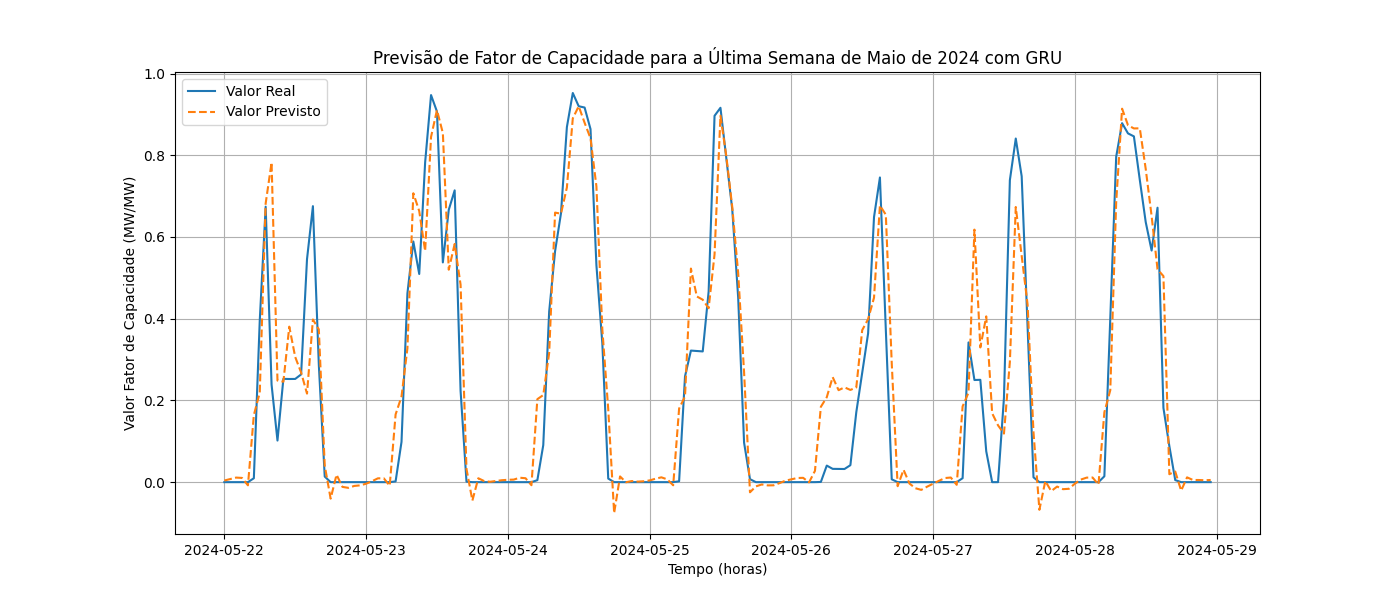 Previsão de Fator de Capacidade para a Última Semana de Maio de 2024 com GRU
Valor Real
Valor Previsto
Valor Fator de Capacidade (MW/MW)
1.0
0.8
0.6
0.4
0.2
0.0
2024-05-22 2024-05-23 2024-05-24 2024-05-25 2024-05-26 2024-05-27 2024-05-28 2024-05-29
Tempo (horas)